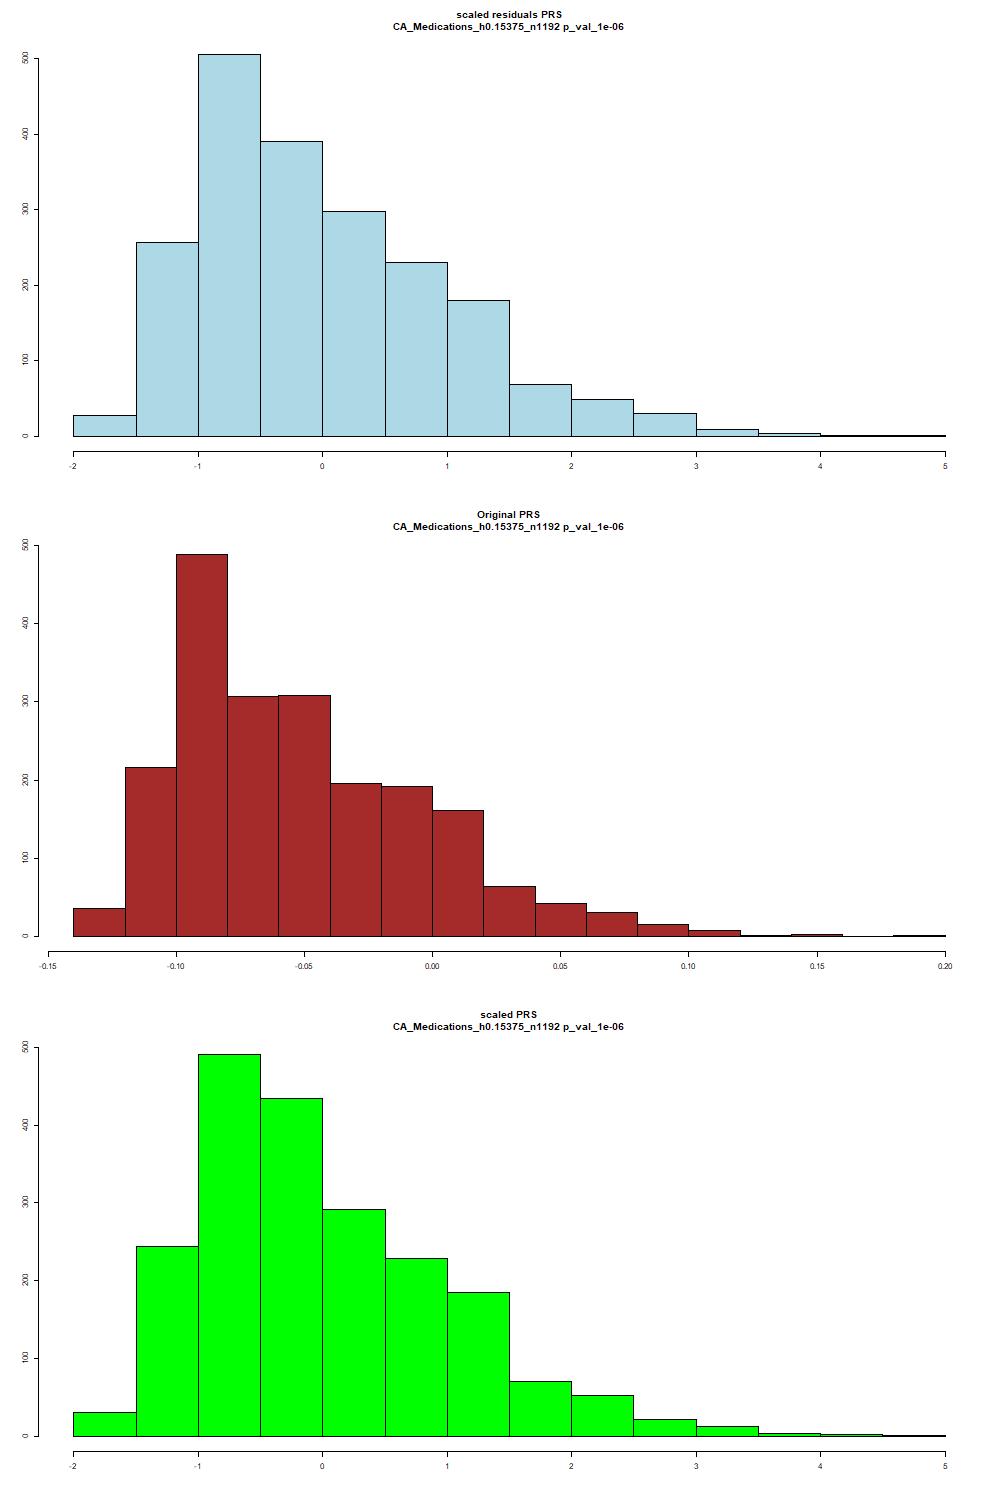 scaled residuals PRS
CA_Medications_h0.15375_n1192 p_val_1e-06
500
400
300
200
100
0
-2 -1 0 1 2 3 4 5
Original PRS
CA_Medications_h0.15375_n1192 p_val_1e-06
500
400
300
200
100
0
-0.15 -0.10 -0.05 0.00 0.05 0.10 0.15 0.20
scaled PRS
CA_Medications_h0.15375_n1192 p_val_1e-06
500
400
300
200
100
0
-2 -1 0 1 2 3 4 5